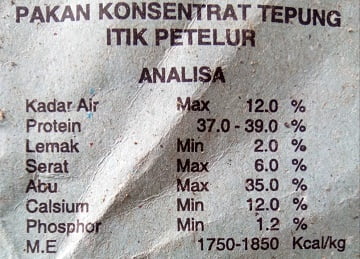 PAKAN KONSENTRAT TEPUNG
ITIK PETELUR
ANALISA
Kadar Air Max 12.0 %
Protein 37.0 - 39.0 %
Lemak Min 2.0 %
Serat Max 6.0 %
Abu Max 35.0 %
Calsium Min 12.0 %
Phosphor Min 1.2 %
M.E 1750-1850 Kcal/kg